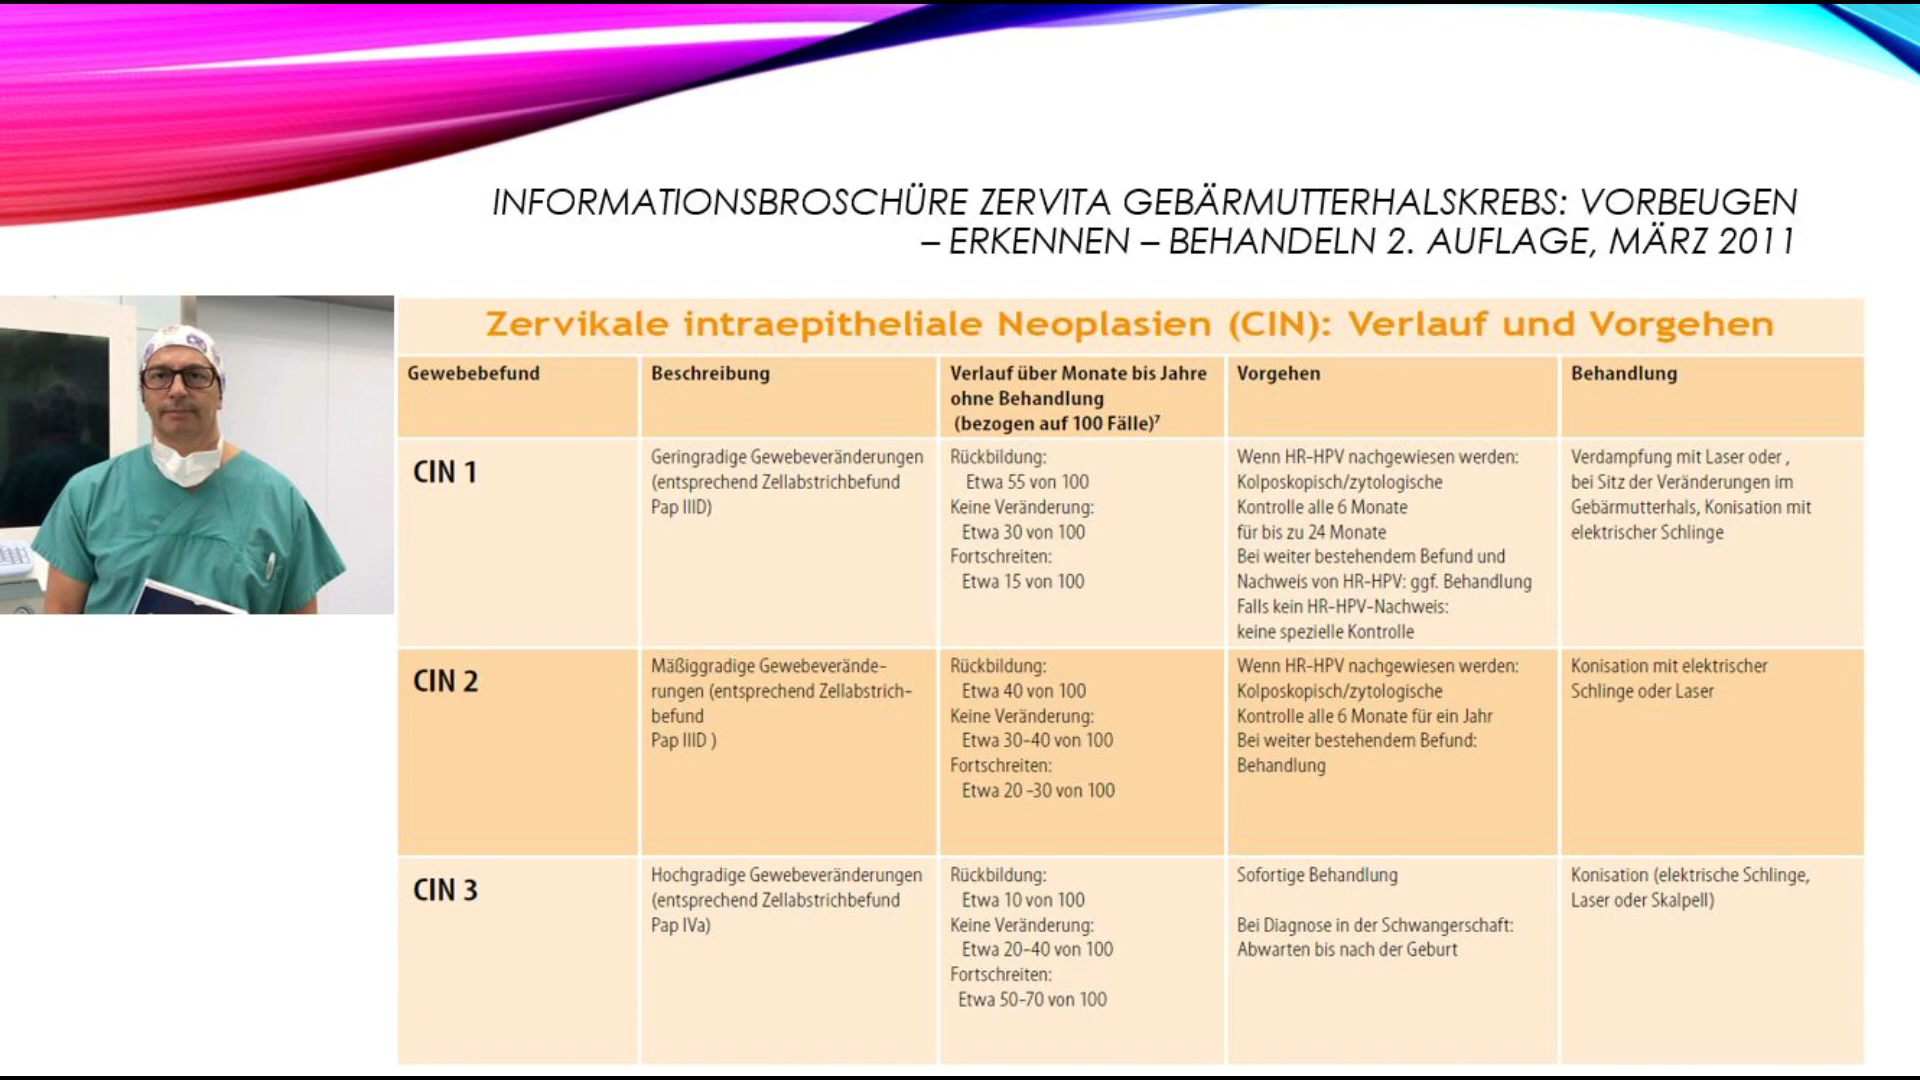 INFORMATIONSBROSCHÜRE ZERVITA GEBÄRMUTTERHALSKREBS: VORBEUGEN
– ERKENNEN – BEHANDELN 2. AUFLAGE, MÄRZ 2011
Zervikale intraepitheliale Neoplasien (CIN): Verlauf und Vorgehen
Gewebebefund
Beschreibung
Verlauf über Monate bis Jahre
ohne Behandlung
(bezogen auf 100 Fälle)⁷
Vorgehen
Behandlung
CIN 1
Geringradige Gewebeveränderungen
(entsprechend Zellabstrichbefund
Pap IIID)
Rückbildung:
Etwa 55 von 100
Keine Veränderung:
Etwa 30 von 100
Fortschreiten:
Etwa 15 von 100
Wenn HR-HPV nachgewiesen werden:
Kolposkopisch/zytologische
Kontrolle alle 6 Monate
für bis zu 24 Monate
Bei weiter bestehendem Befund und
Nachweis von HR-HPV: ggf. Behandlung
Falls kein HR-HPV-Nachweis:
keine spezielle Kontrolle
Verdampfung mit Laser oder ,
bei Sitz der Veränderungen im
Gebärmutterhals, Konisation mit
elektrischer Schlinge
CIN 2
Mäßiggradige Gewebeverände-
rungen (entsprechend Zellabstrich-
befund
Pap IIID )
Rückbildung:
Etwa 40 von 100
Keine Veränderung:
Etwa 30-40 von 100
Fortschreiten:
Etwa 20 -30 von 100
Wenn HR-HPV nachgewiesen werden:
Kolposkopisch/zytologische
Kontrolle alle 6 Monate für ein Jahr
Bei weiter bestehendem Befund:
Behandlung
Konisation mit elektrischer
Schlinge oder Laser
CIN 3
Hochgradige Gewebeveränderungen
(entsprechend Zellabstrichbefund
Pap IVa)
Rückbildung:
Etwa 10 von 100
Keine Veränderung:
Etwa 20-40 von 100
Fortschreiten:
Etwa 50-70 von 100
Sofortige Behandlung
Bei Diagnose in der Schwangerschaft:
Abwarten bis nach der Geburt
Konisation (elektrische Schlinge,
Laser oder Skalpell)